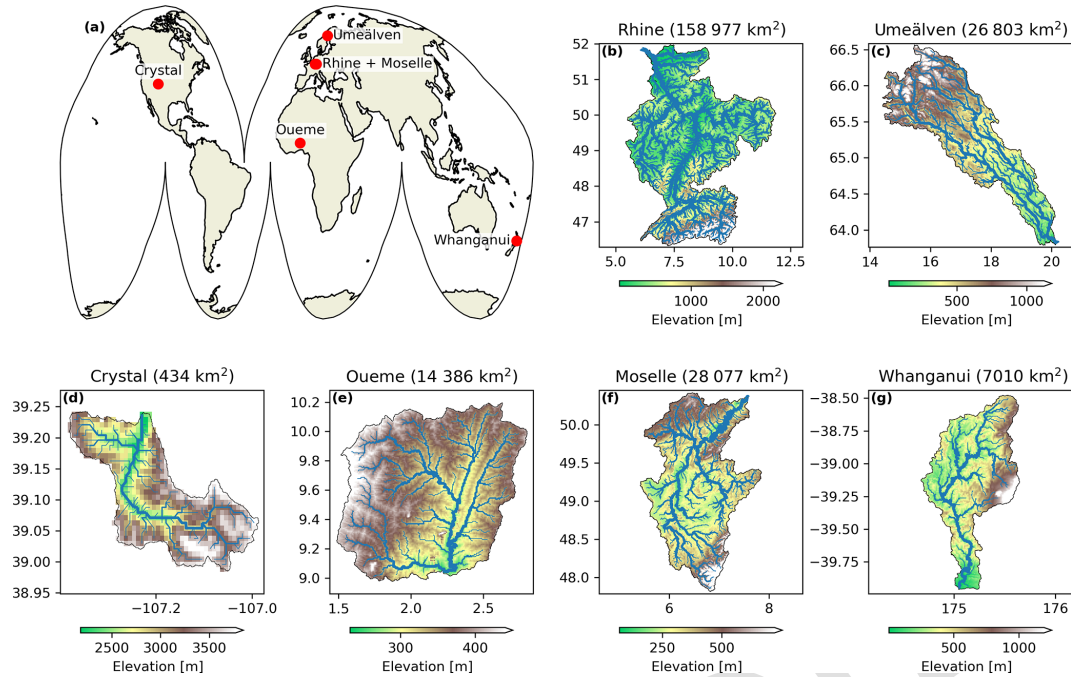 (a)
Umeälven
Rhine + Moselle
Crystal
Oueme
Whanganui
Rhine (158 977 km²)
(b)
52
51
50
49
48
47
5.0 7.5 10.0 12.5
1000 2000
Elevation [m]
Umeälven (26 803 km²)
(c)
66.5
66.0
65.5
65.0
64.5
64.0
14 16 18 20
500 1000
Elevation [m]
Crystal (434 km²)
(d)
39.25
39.20
39.15
39.10
39.05
39.00
38.95
−107.2 −107.0
2500 3000 3500
Elevation [m]
Oueme (14 386 km²)
(e)
10.2
10.0
9.8
9.6
9.4
9.2
9.0
1.5 2.0 2.5
300 400
Elevation [m]
Moselle (28 077 km²)
(f)
50.0
49.5
49.0
48.5
48.0
6 8
250 500
Elevation [m]
Whanganui (7010 km²)
(g)
−38.50
−38.75
−39.00
−39.25
−39.50
−39.75
175 176
500 1000
Elevation [m]